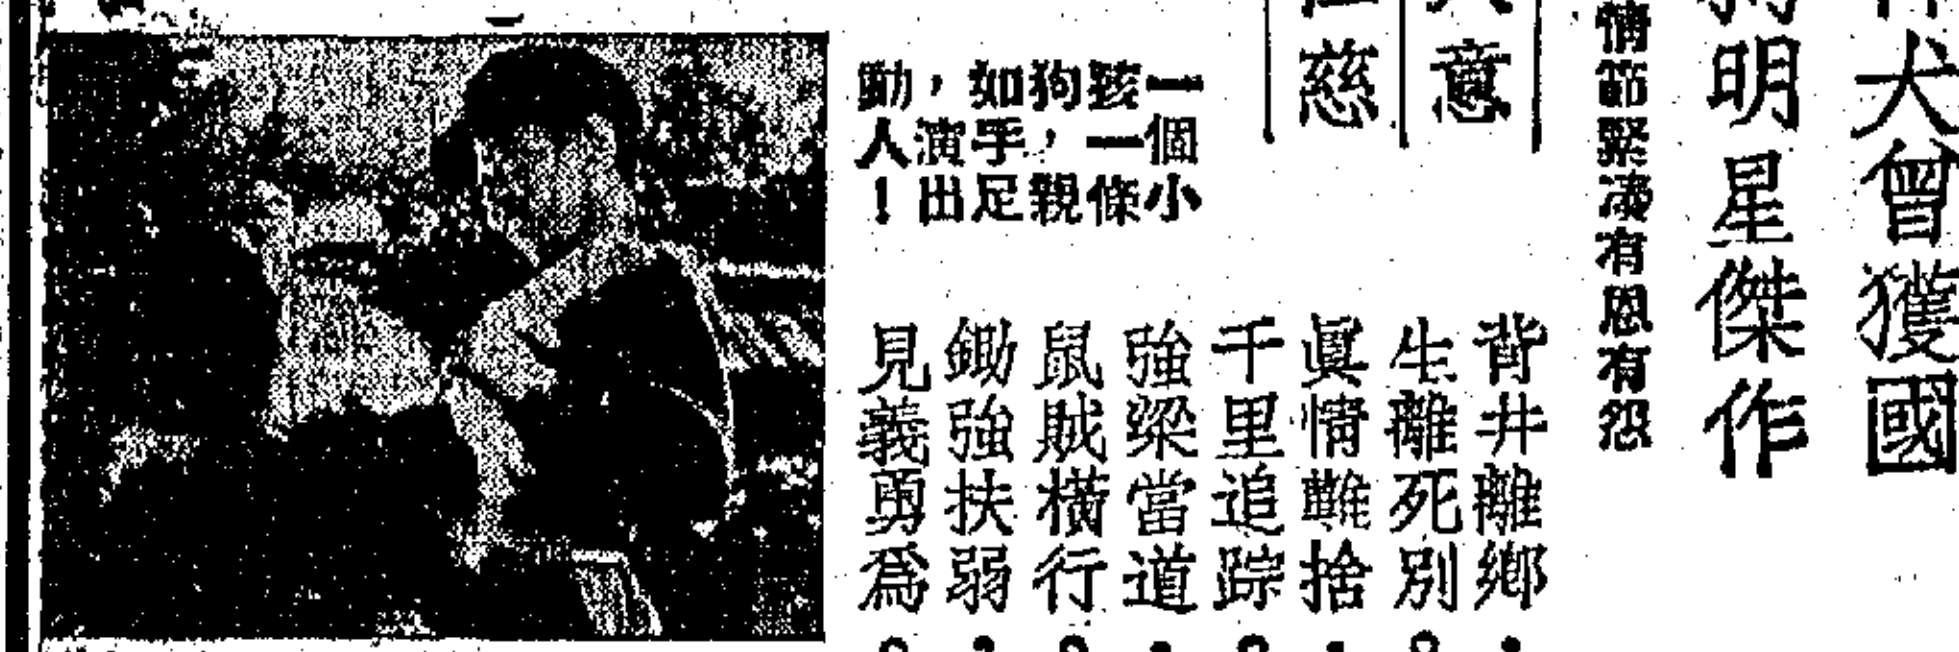 犬曾獲國
明星傑作
情節緊湊有恩有怨
意
慈
一個小
孩一條
狗,親
如手足
,演出
動人!
背井離鄉,
生離死別。
眞情難捨,
千里追踪。
強梁當道,
鼠賊橫行。
鋤強扶弱,
見義勇爲。